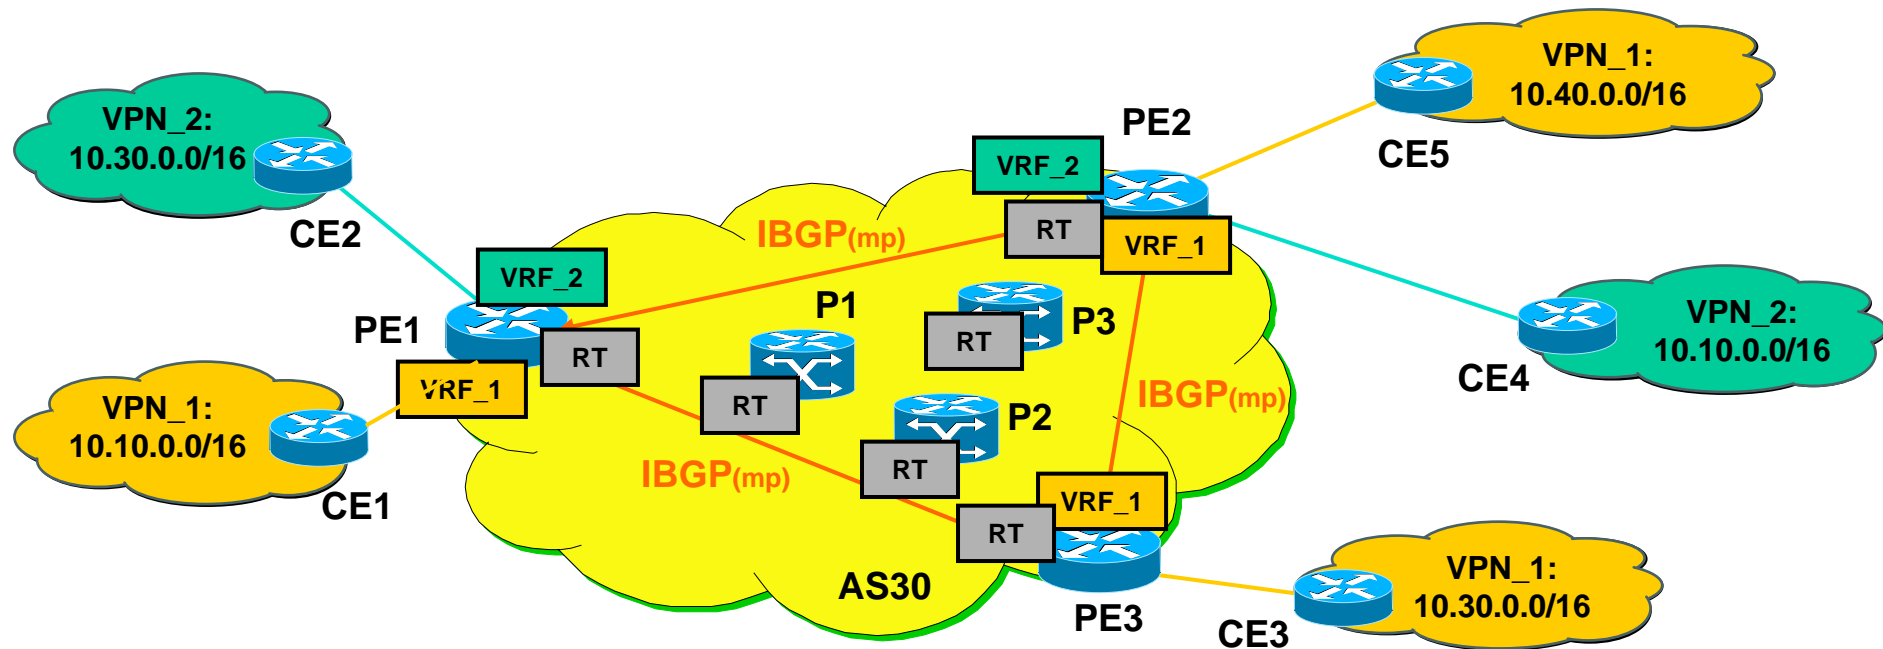 VPN_1:
10.40.0.0/16
CE5
PE2
VPN_2:
10.30.0.0/16
CE2
VRF_2
RT
VRF_1
IBGP(mp)
VRF_2
PE1
RT
VRF_1
P1
RT
P3
RT
P2
RT
IBGP(mp)
IBGP(mp)
VPN_2:
10.10.0.0/16
CE4
VPN_1:
10.10.0.0/16
CE1
VRF_1
RT
AS30
PE3
VPN_1:
10.30.0.0/16
CE3